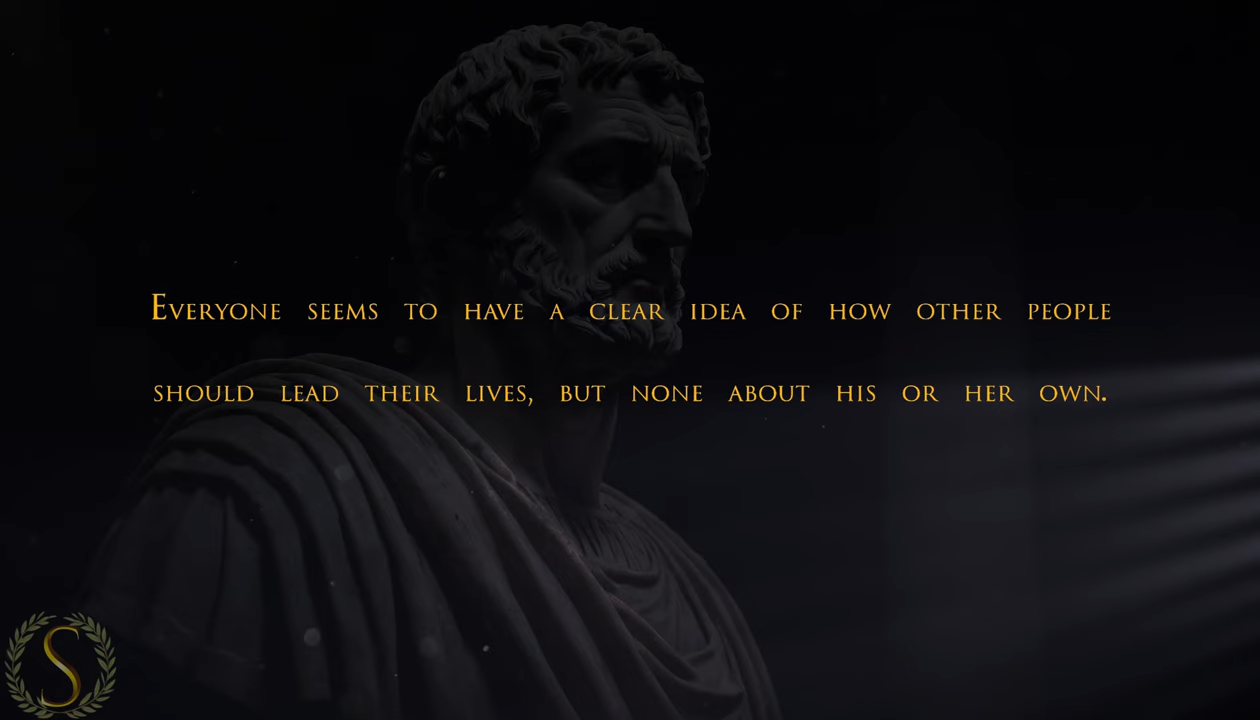 Everyone seems to have a clear idea of how other people
should lead their lives, but none about his or her own.
S